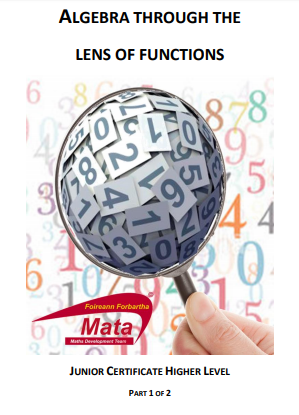 ALGEBRA THROUGH THE
LENS OF FUNCTIONS
Foireann Forbartha
Mata
Maths Development Team
JUNIOR CERTIFICATE HIGHER LEVEL
PART 1 OF 2